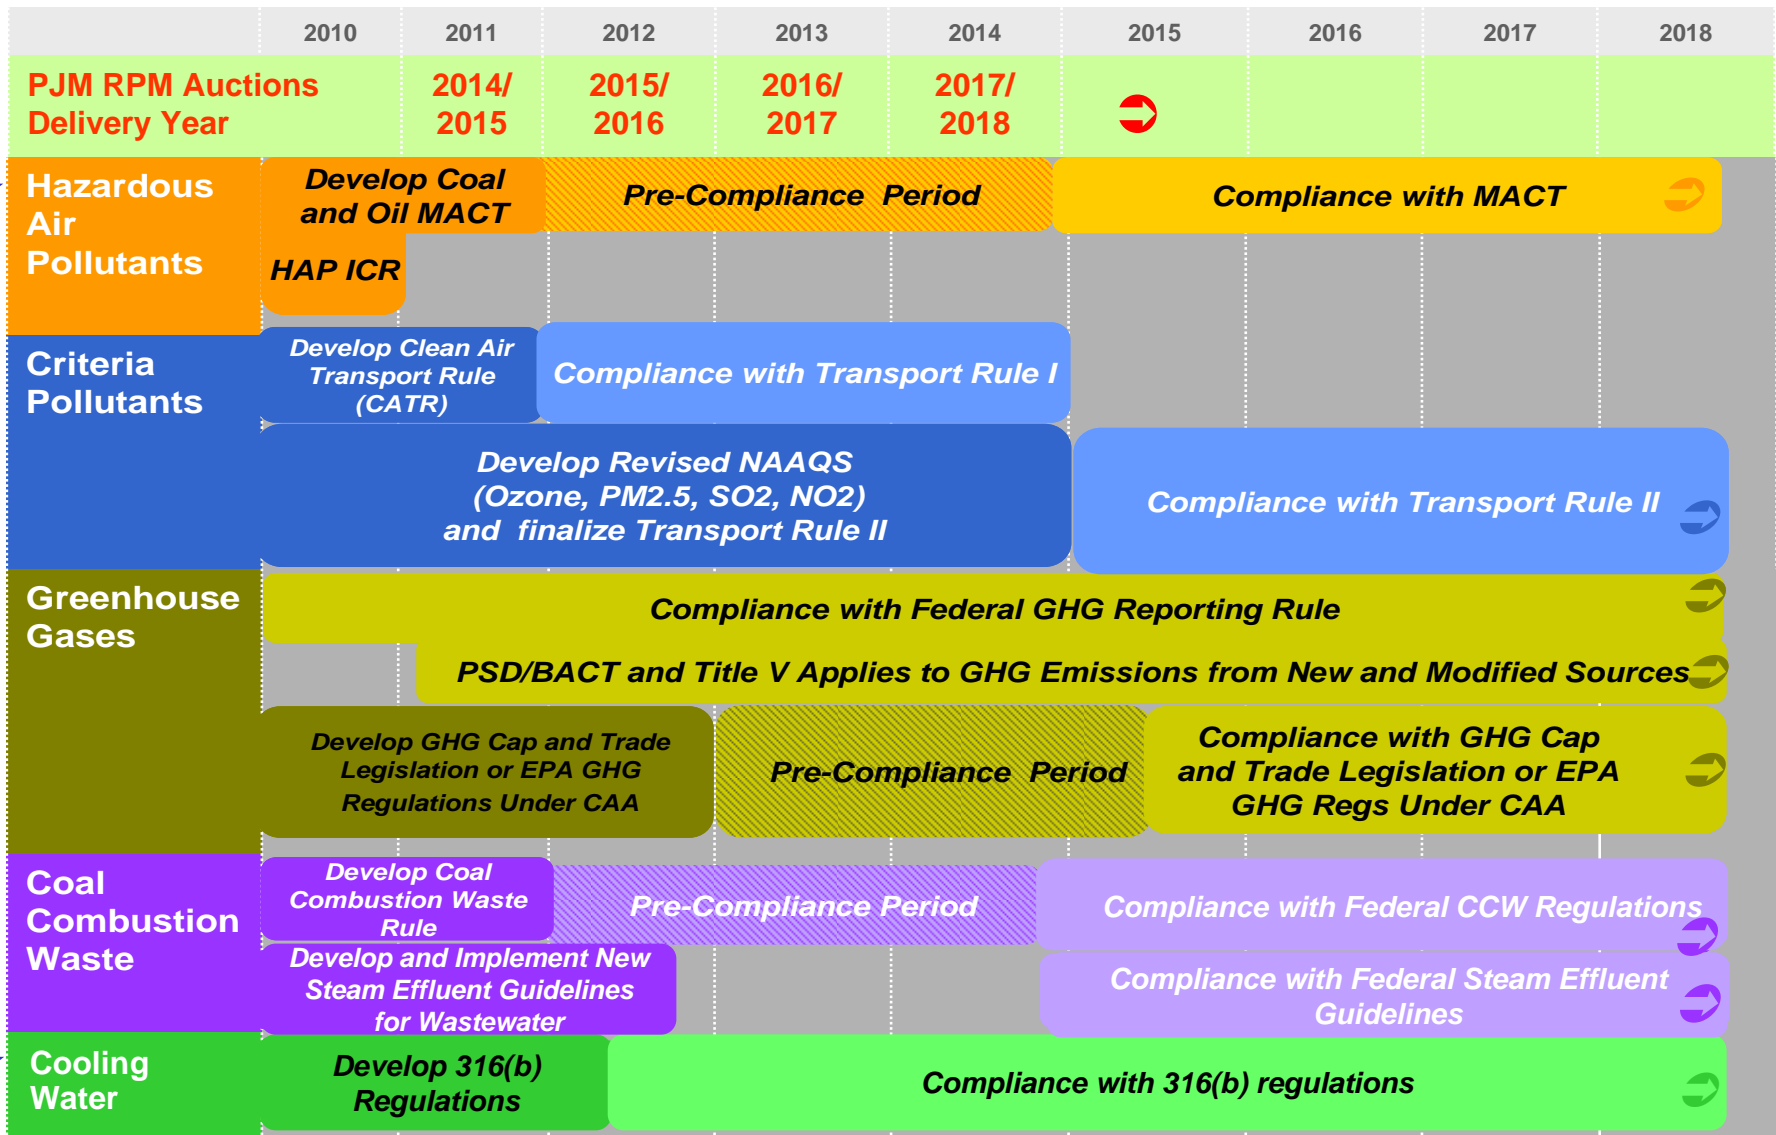 2010 2011 2012 2013 2014 2015 2016 2017 2018
PJM RPM Auctions
Delivery Year
2014/
2015
2015/
2016
2016/
2017
2017/
2018
Hazardous
Air
Pollutants
Develop Coal
and Oil MACT
Pre-Compliance Period
Compliance with MACT
HAP ICR
Criteria
Pollutants
Develop Clean Air
Transport Rule
(CATR)
Compliance with Transport Rule I
Develop Revised NAAQS
(Ozone, PM2.5, SO2, NO2)
and finalize Transport Rule II
Compliance with Transport Rule II
Greenhouse
Gases
Compliance with Federal GHG Reporting Rule
PSD/BACT and Title V Applies to GHG Emissions from New and Modified Sources
Develop GHG Cap and Trade
Legislation or EPA GHG
Regulations Under CAA
Pre-Compliance Period
Compliance with GHG Cap
and Trade Legislation or EPA
GHG Regs Under CAA
Coal
Combustion
Waste
Develop Coal
Combustion Waste
Rule
Pre-Compliance Period
Compliance with Federal CCW Regulations
Develop and Implement New
Steam Effluent Guidelines
for Wastewater
Compliance with Federal Steam Effluent
Guidelines
Cooling
Water
Develop 316(b)
Regulations
Compliance with 316(b) regulations